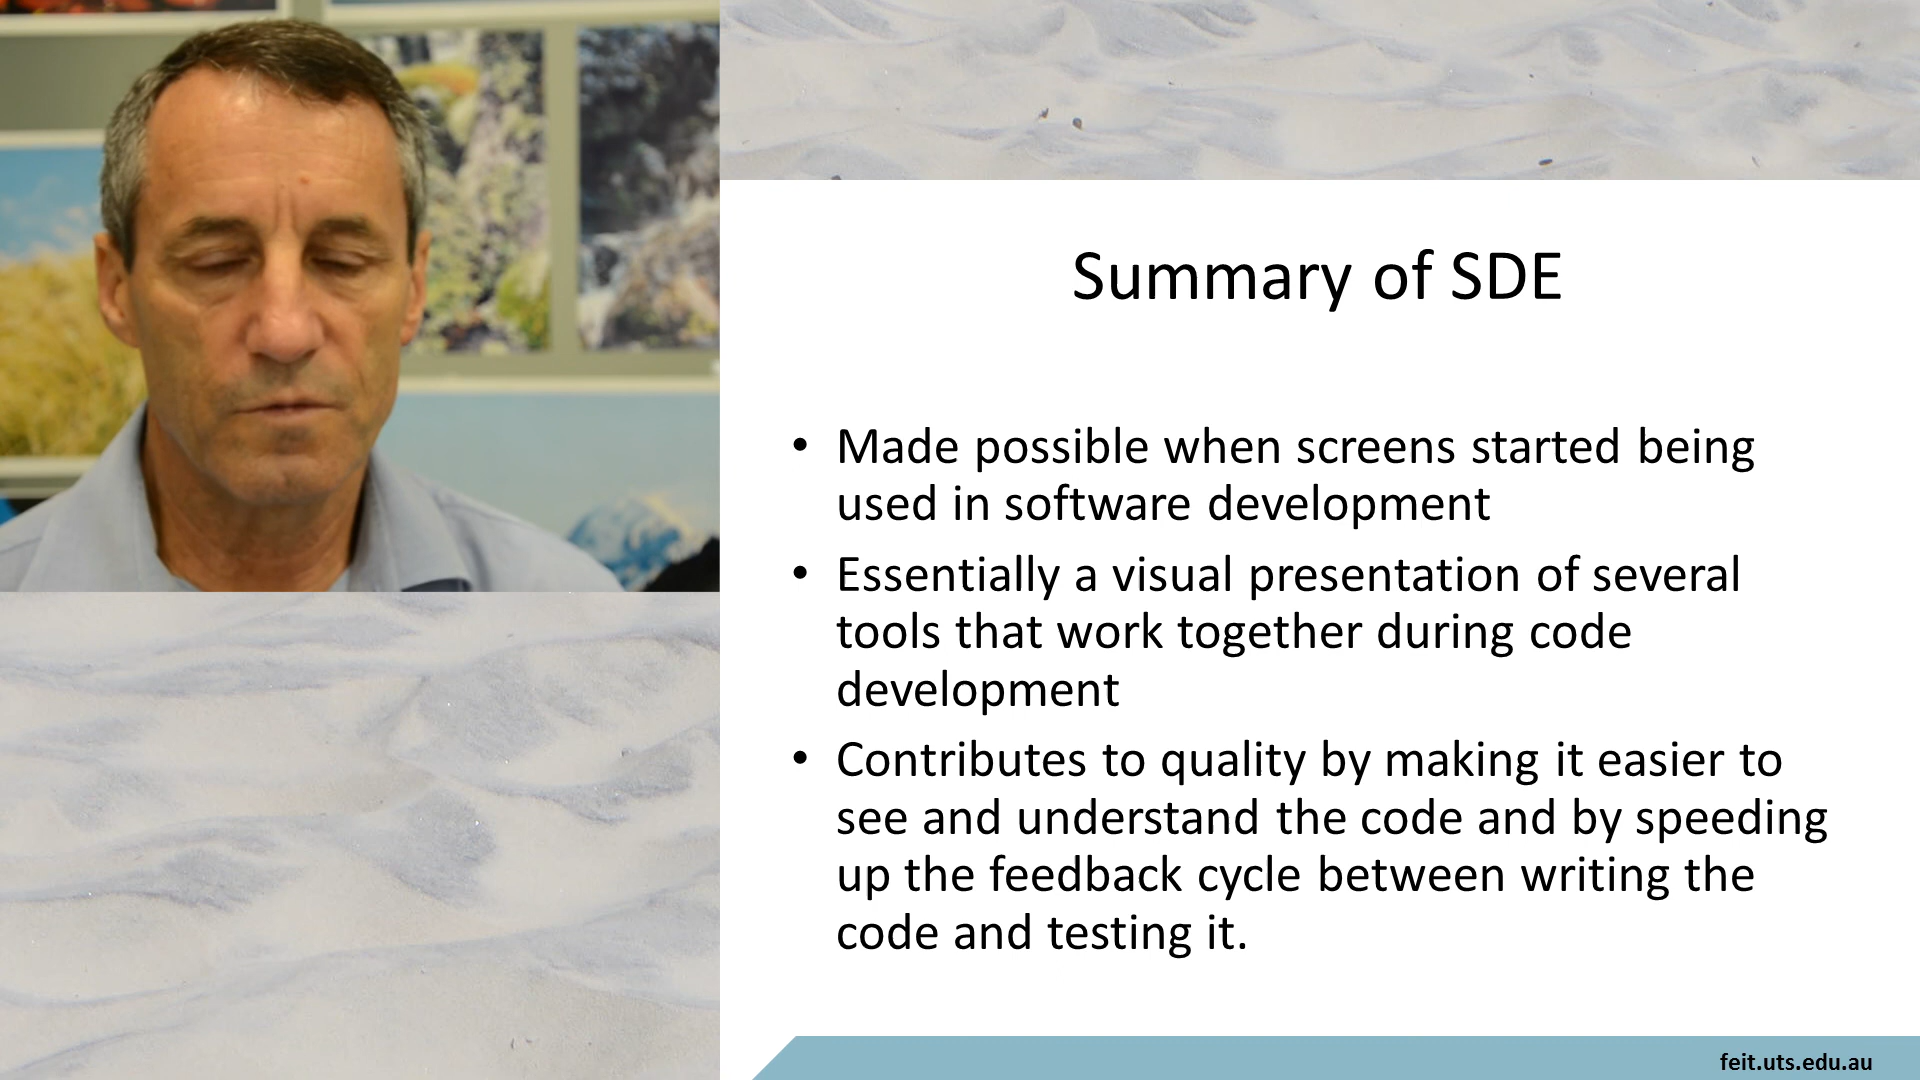 Summary of SDE
• Made possible when screens started being
used in software development
• Essentially a visual presentation of several
tools that work together during code
development
• Contributes to quality by making it easier to
see and understand the code and by speeding
up the feedback cycle between writing the
code and testing it.
feit.uts.edu.au